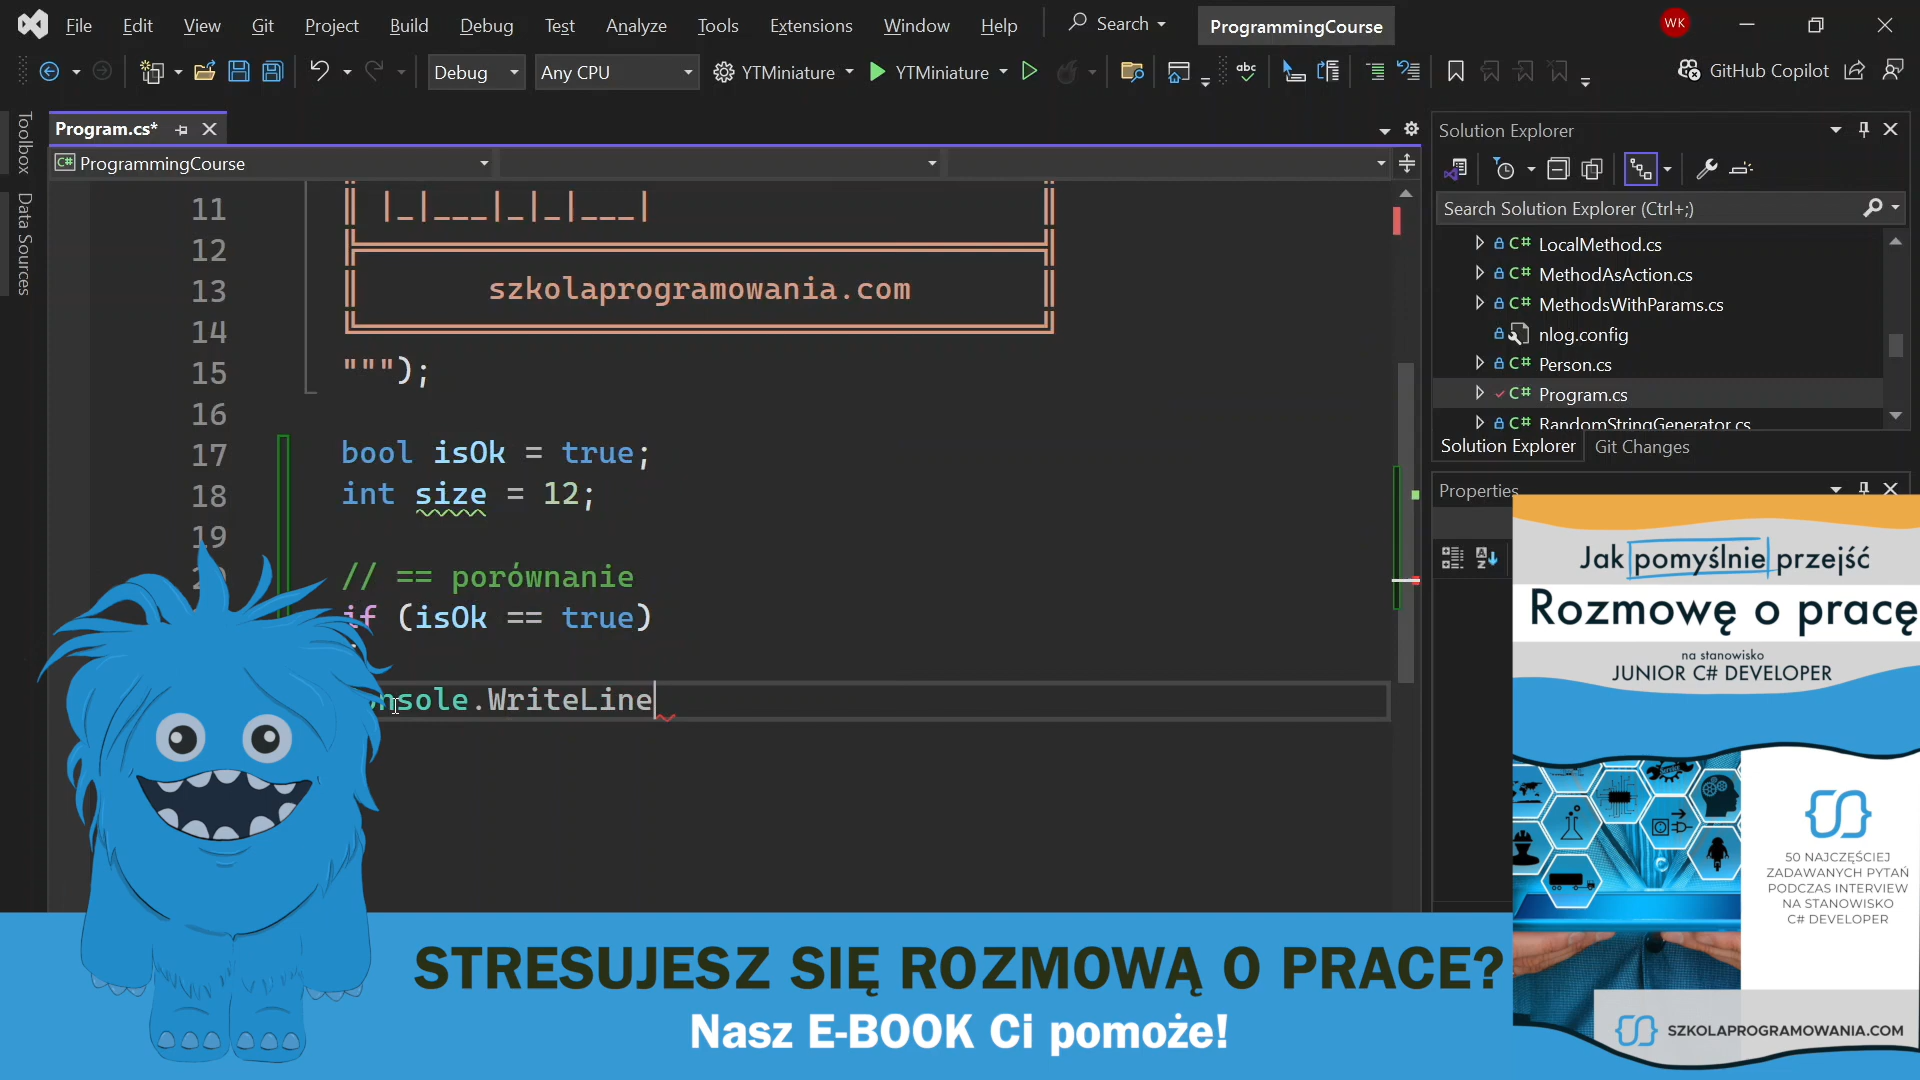 File Edit View Git Project Build Debug Test Analyze Tools Extensions Window Help Search ProgrammingCourse WK
Debug Any CPU YTMiniature YTMiniature abc GitHub Copilot
Toolbox
Data Sources
Program.cs*
C# ProgrammingCourse
11 ║ |_|___|_|_|___| ║
12
13 ║ szkolaprogramowania.com ║
14
15 """);
16
17 bool isOk = true;
18 int size = 12;
19
// == porównanie
if (isOk == true)
onsole.WriteLine
Solution Explorer
Search Solution Explorer (Ctrl+;)
C# LocalMethod.cs
C# MethodAsAction.cs
C# MethodsWithParams.cs
nlog.config
C# Person.cs
C# Program.cs
C# RandomStringGenerator.cs
Solution Explorer Git Changes
Properties
Jak pomyślnie przejść
Rozmowę o pracę
na stanowisko
JUNIOR C# DEVELOPER
50 NAJCZĘŚCIEJ
ZADAWANYCH PYTAŃ
PODCZAS INTERVIEW
NA STANOWISKO
C# DEVELOPER
SZKOLAPROGRAMOWANIA.COM
STRESUJESZ SIĘ ROZMOWĄ O PRACE?
Nasz E-BOOK Ci pomoże!